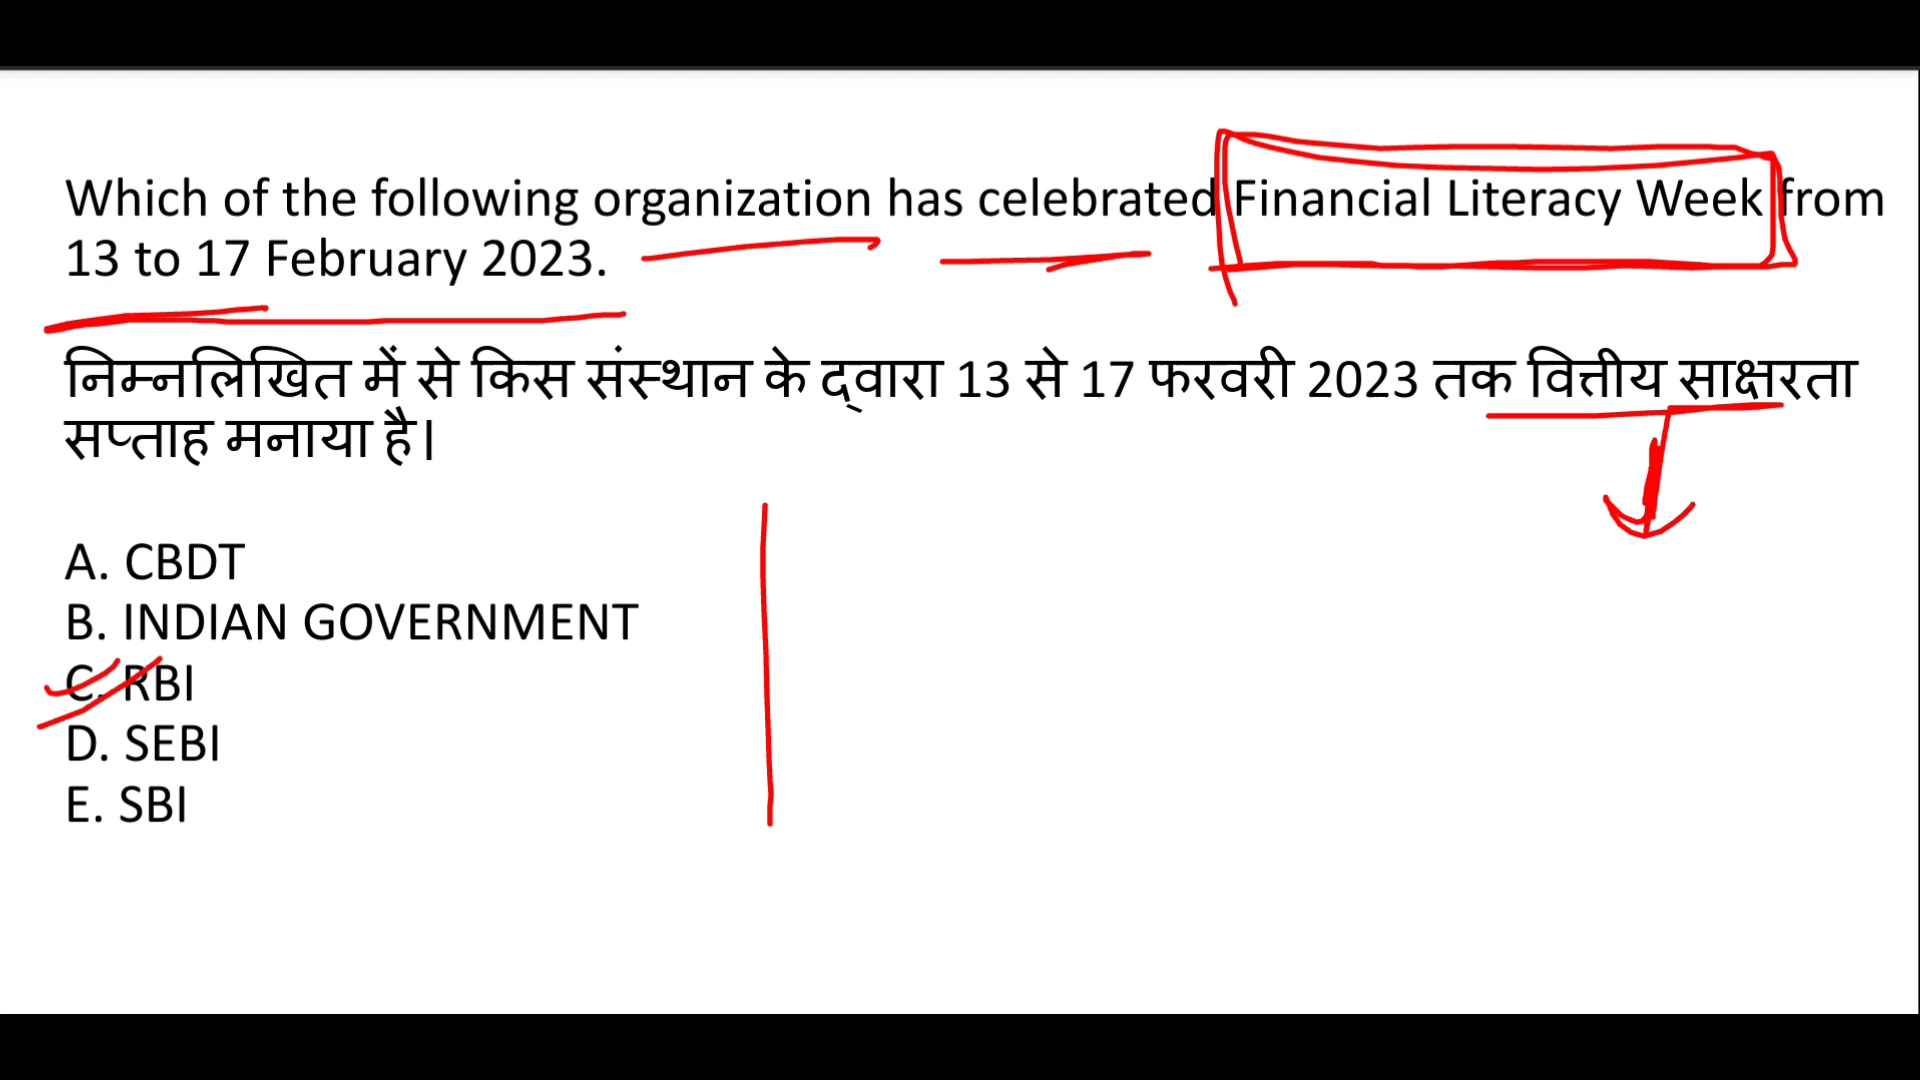 Which of the following organization has celebrated Financial Literacy Week from
13 to 17 February 2023.
निम्नलिखित में से किस संस्थान के द्वारा 13 से 17 फरवरी 2023 तक वित्तीय साक्षरता
सप्ताह मनाया है।
A. CBDT
B. INDIAN GOVERNMENT
C. RBI
D. SEBI
E. SBI